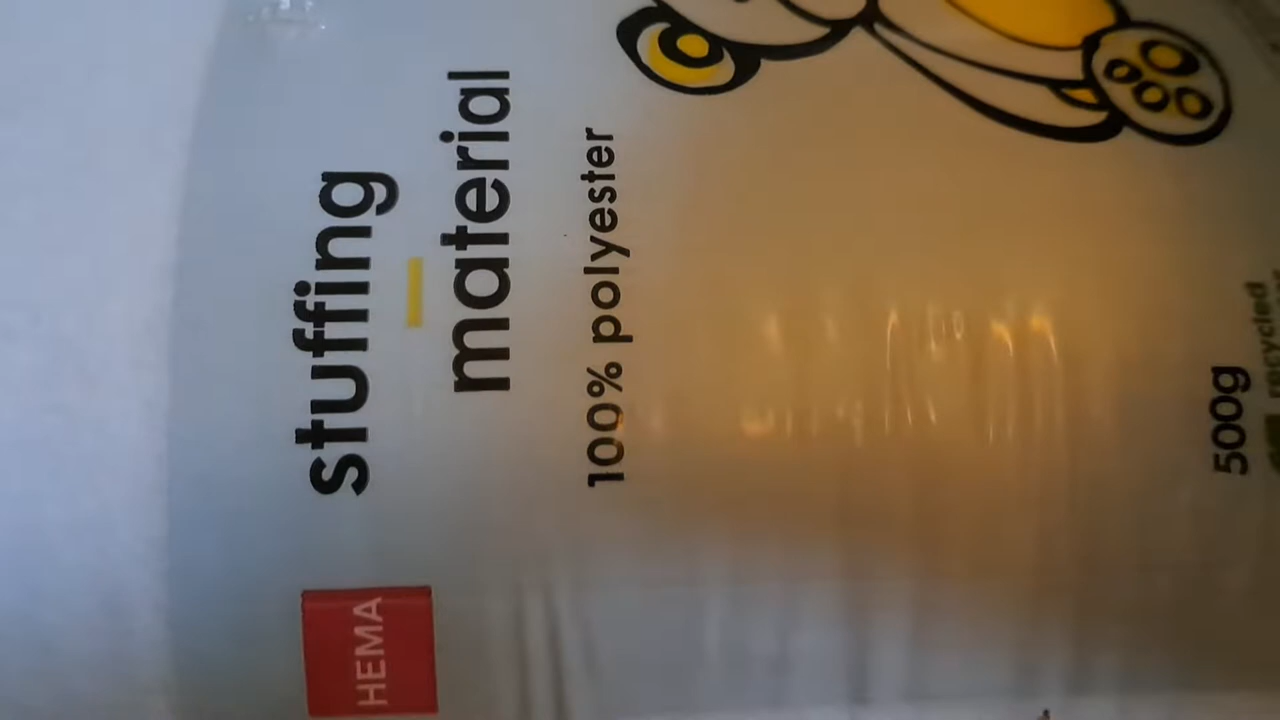 HEMA
stuffing
material
100% polyester
500g
recycled